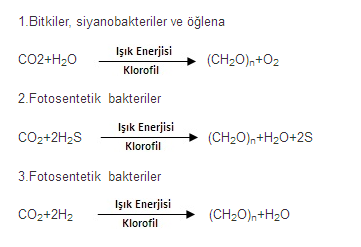 1.Bitkiler, siyanobakteriler ve öğlena
Işık Enerjisi
CO2+H₂O (CH₂O)ₙ+O₂
Klorofil
2.Fotosentetik bakteriler
Işık Enerjisi
CO₂+2H₂S (CH₂O)ₙ+H₂O+2S
Klorofil
3.Fotosentetik bakteriler
Işık Enerjisi
CO₂+2H₂ (CH₂O)ₙ+H₂O
Klorofil